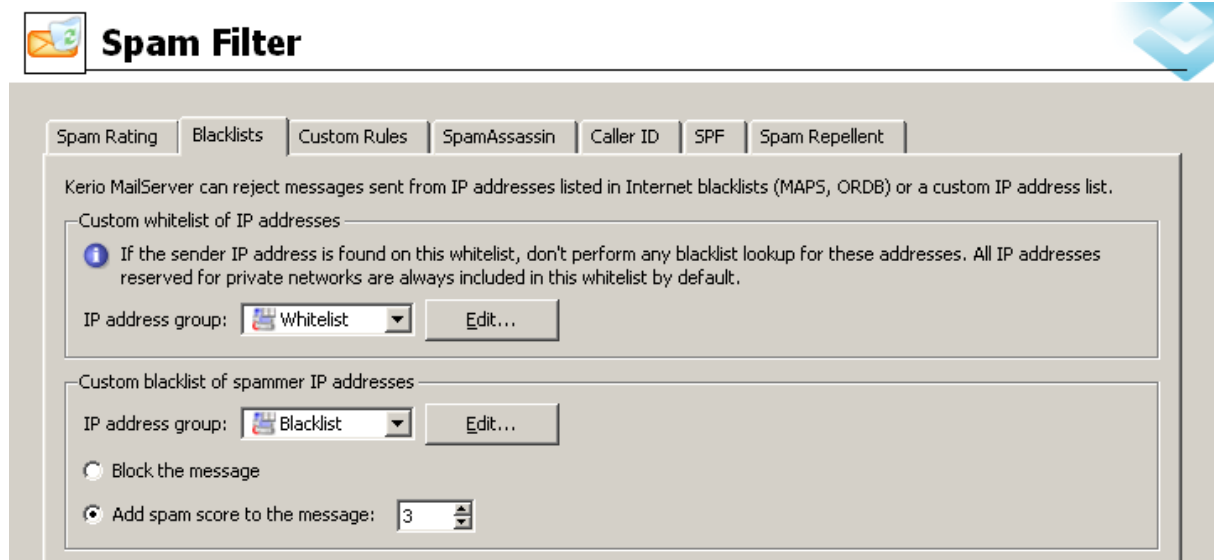 Spam Filter
Spam Rating Blacklists Custom Rules SpamAssassin Caller ID SPF Spam Repellent
Kerio MailServer can reject messages sent from IP addresses listed in Internet blacklists (MAPS, ORDB) or a custom IP address list.
Custom whitelist of IP addresses
If the sender IP address is found on this whitelist, don't perform any blacklist lookup for these addresses. All IP addresses
reserved for private networks are always included in this whitelist by default.
IP address group: Whitelist Edit...
Custom blacklist of spammer IP addresses
IP address group: Blacklist Edit...
Block the message
Add spam score to the message: 3